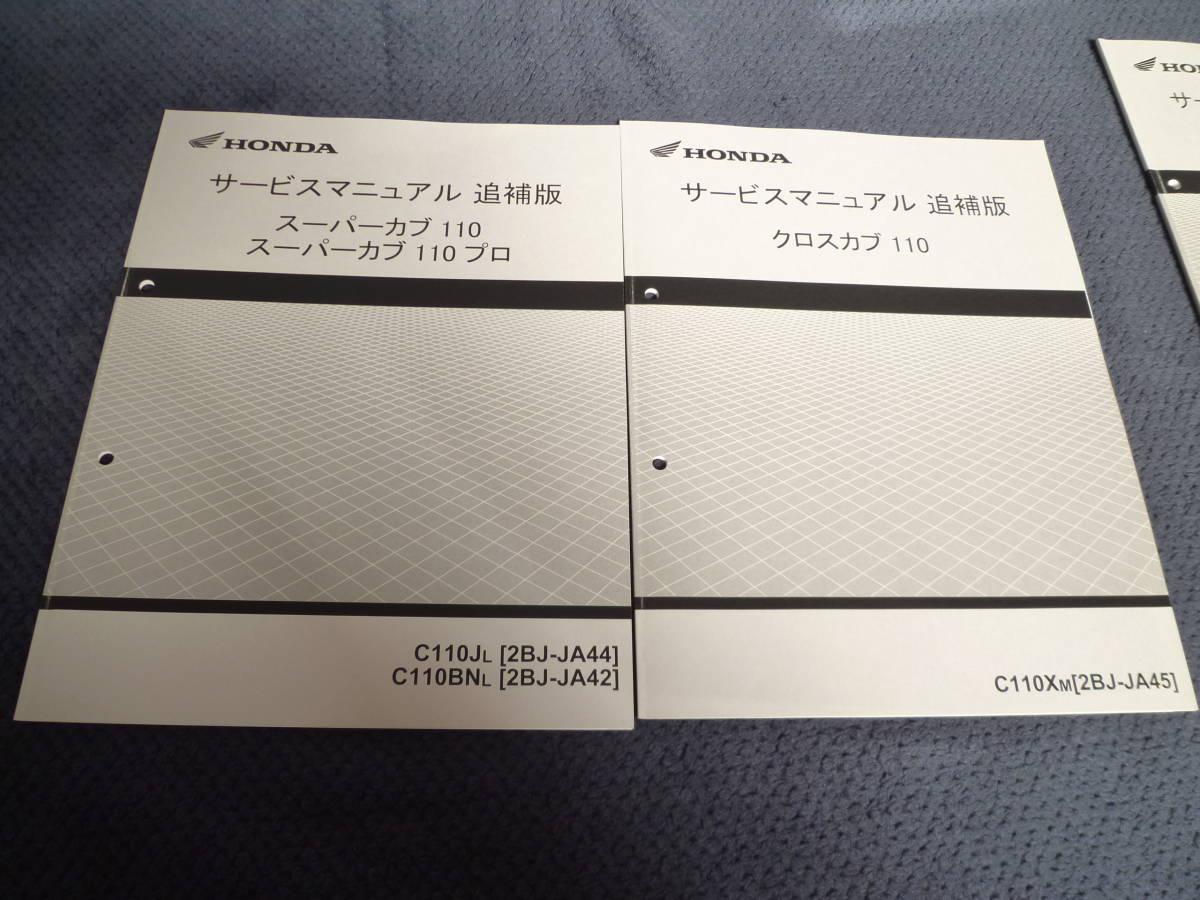 HONDA
サービスマニュアル 追補版
スーパーカブ 110
スーパーカブ 110 プロ
C110JL [2BJ-JA44]
C110BNL [2BJ-JA42]
HONDA
サービスマニュアル 追補版
クロスカブ 110
C110XM[2BJ-JA45]